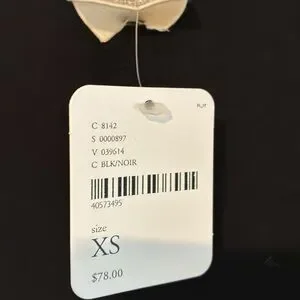 C 8142
S 0000897
V 039614
C BLK/NOIR
40573495
size
XS
$78.00